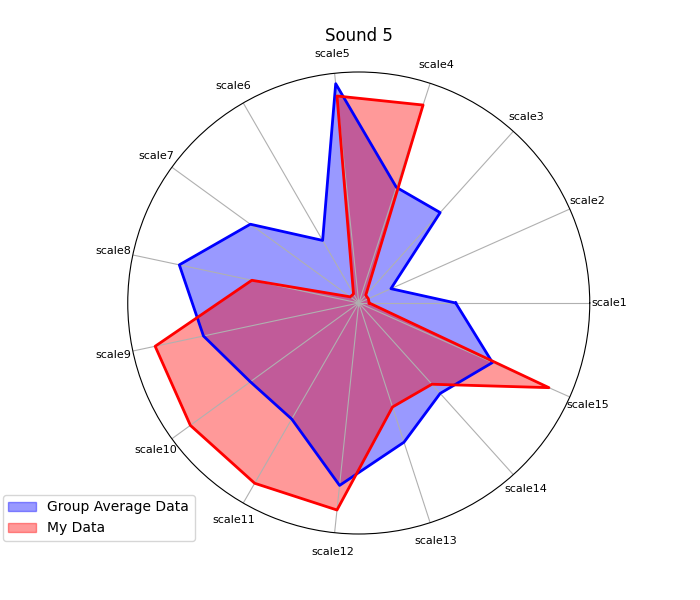 Sound 5
scale5
scale4
scale6
scale3
scale7
scale2
scale8
scale1
scale9
scale15
scale10
scale14
scale11
scale13
scale12
Group Average Data
My Data